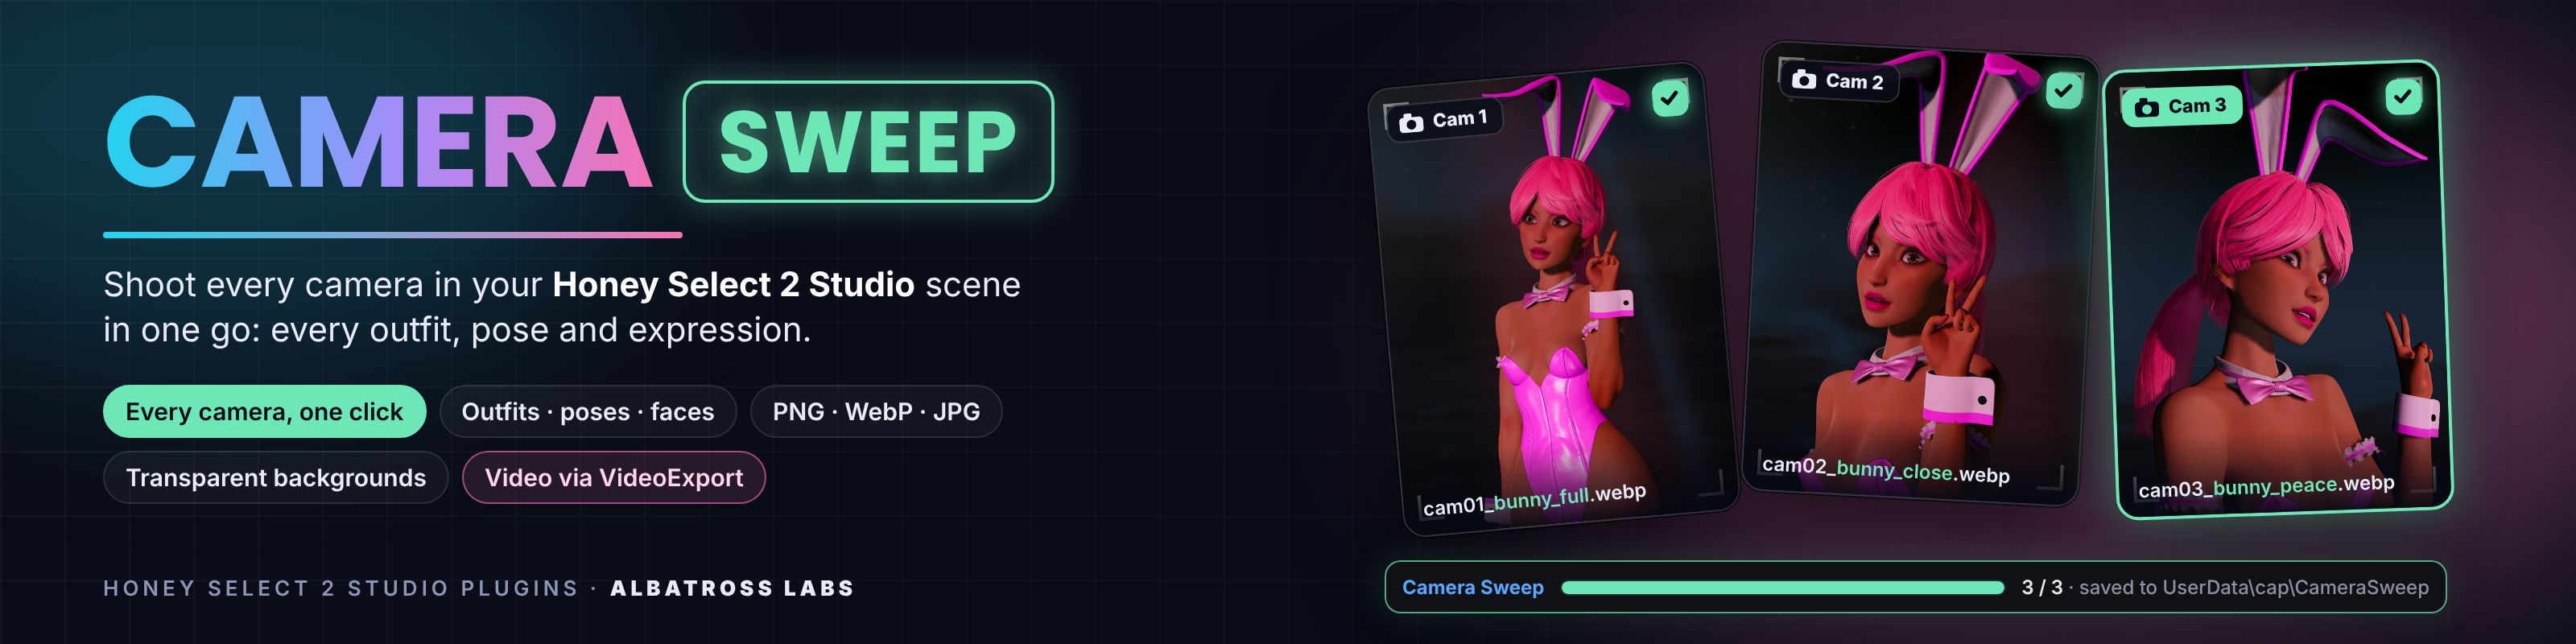 CAMERA SWEEP
Shoot every camera in your Honey Select 2 Studio scene
in one go: every outfit, pose and expression.
Every camera, one click
Outfits · poses · faces
PNG · WebP · JPG
Transparent backgrounds
Video via VideoExport
HONEY SELECT 2 STUDIO PLUGINS · ALBATROSS LABS
Cam 1
cam01_bunny_full.webp
Cam 2
cam02_bunny_close.webp
Cam 3
cam03_bunny_peace.webp
Camera Sweep
3 / 3 · saved to UserData\cap\CameraSweep